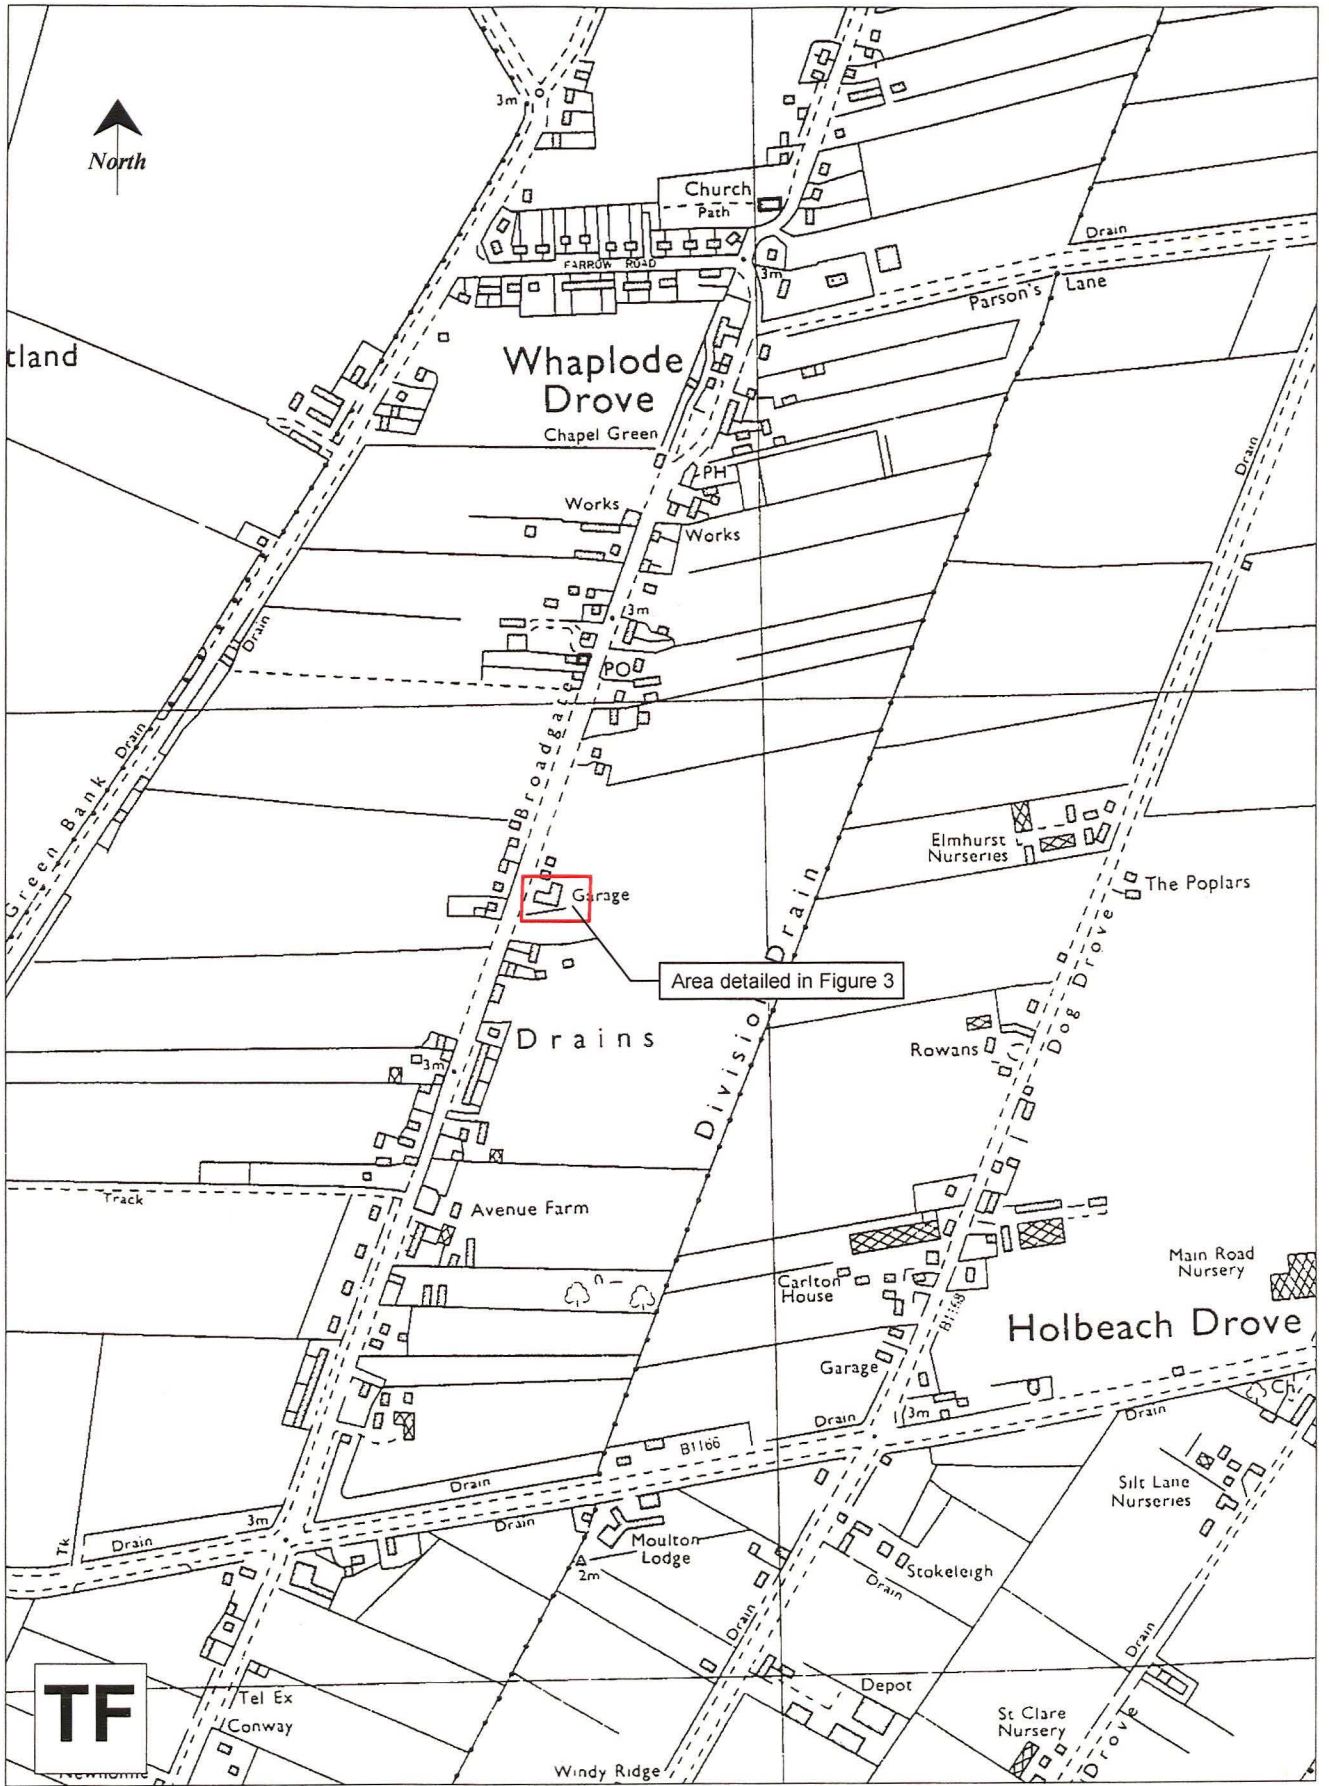 3m
North
Church
Path
FARROW ROAD
3m
Drain
Parson's Lane
tland
Whaplode
Drove
Chapel Green
PH
Drain
Works
Works
3m
Drain
PO
Broadgate
Drain
Green Bank
Elmhurst
Nurseries
The Poplars
Garage
Area detailed in Figure 3
Division Drain
Dog Drove
Drains
Rowans
3m
Track
Avenue Farm
Carlton
House
Main Road
Nursery
B1168
Holbeach Drove
Garage
Ch
Drain
3m
Drain
B1166
Drain
Silt Lane
Nurseries
3m
Drain
Drain
Tk
Moulton
Lodge
2m
Stokeleigh
Drain
Drain
Drain
TF
Tel Ex
Conway
Depot
St Clare
Nursery
Drove
Windy Ridge